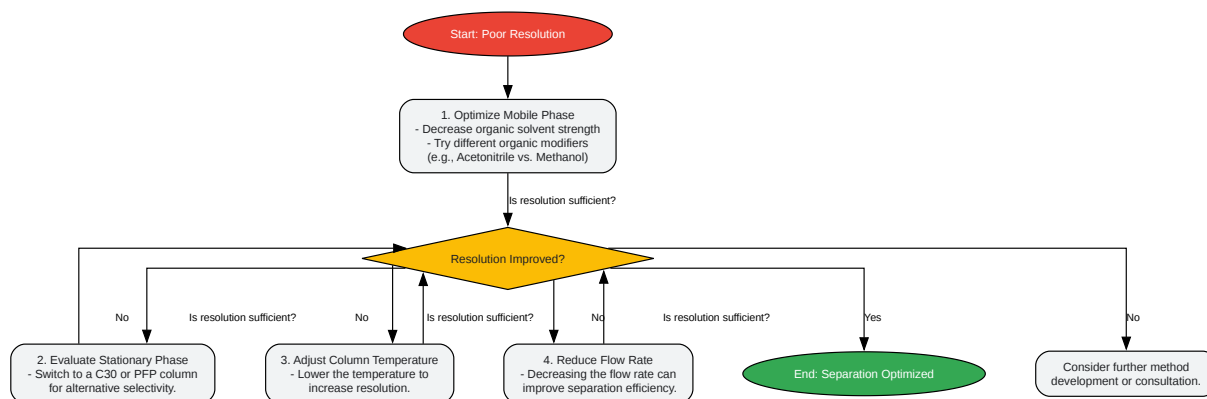 Start: Poor Resolution
1. Optimize Mobile Phase
- Decrease organic solvent strength
- Try different organic modifiers
(e.g., Acetonitrile vs. Methanol)
Is resolution sufficient?
Resolution Improved?
No
Is resolution sufficient?
No
Is resolution sufficient?
No
Is resolution sufficient?
Yes
No
2. Evaluate Stationary Phase
- Switch to a C30 or PFP column
for alternative selectivity.
3. Adjust Column Temperature
- Lower the temperature to
increase resolution.
4. Reduce Flow Rate
- Decreasing the flow rate can
improve separation efficiency.
End: Separation Optimized
Consider further method
development or consultation.